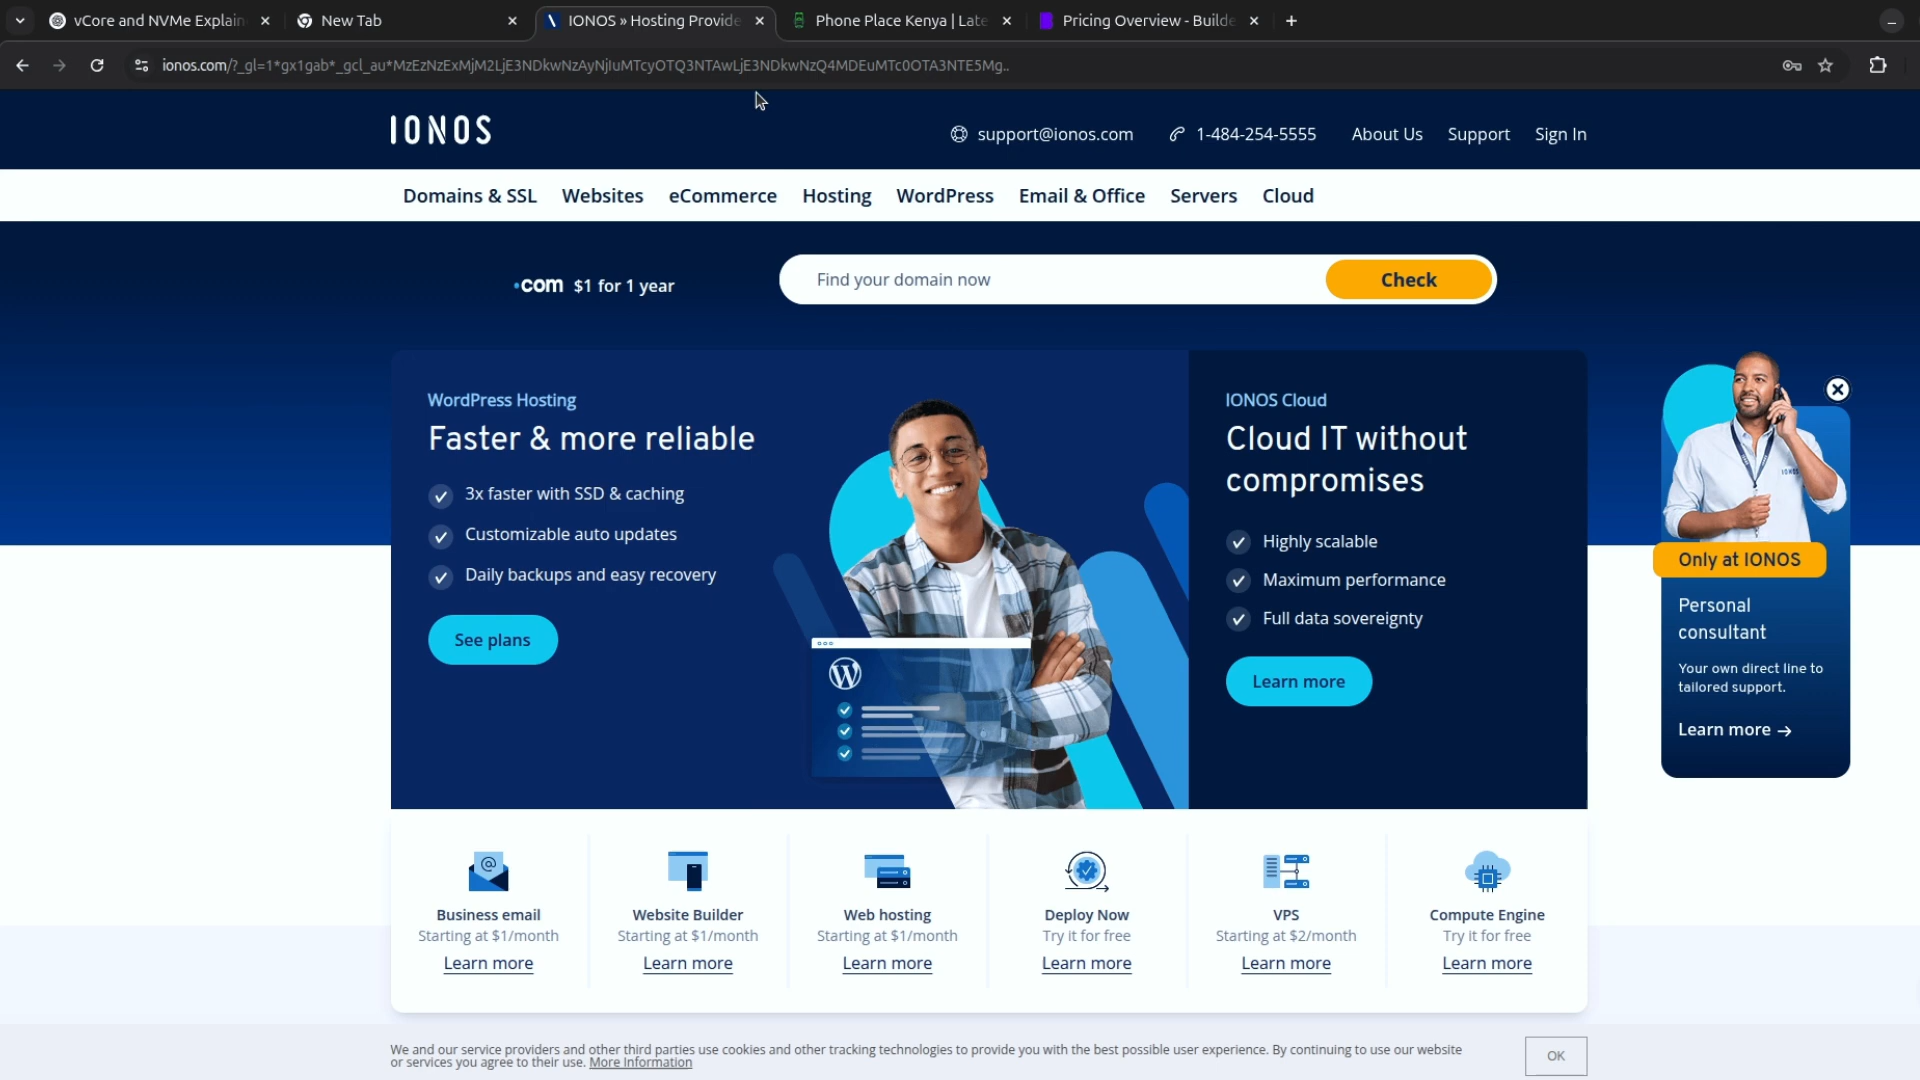 vCore and NVMe Explain
New Tab
IONOS » Hosting Provide
Phone Place Kenya | Late
Pricing Overview - Builde
ionos.com/?_gl=1*gx1gab*_gcl_au*MzEzNzExMjM2LjE3NDkwNzAyNjIuMTcyOTQ3NTAwLjE3NDkwNzQ4MDEuMTc0OTA3NTE5Mg..
IONOS
support@ionos.com
1-484-254-5555
About Us
Support
Sign In
Domains & SSL
Websites
eCommerce
Hosting
WordPress
Email & Office
Servers
Cloud
.com $1 for 1 year
Find your domain now
Check
WordPress Hosting
Faster & more reliable
3x faster with SSD & caching
Customizable auto updates
Daily backups and easy recovery
See plans
IONOS Cloud
Cloud IT without
compromises
Highly scalable
Maximum performance
Full data sovereignty
Learn more
IONOS
Only at IONOS
Personal
consultant
Your own direct line to
tailored support.
Learn more →
Business email
Starting at $1/month
Learn more
Website Builder
Starting at $1/month
Learn more
Web hosting
Starting at $1/month
Learn more
Deploy Now
Try it for free
Learn more
VPS
Starting at $2/month
Learn more
Compute Engine
Try it for free
Learn more
We and our service providers and other third parties use cookies and other tracking technologies to provide you with the best possible user experience. By continuing to use our website
or services you agree to their use. More Information
OK